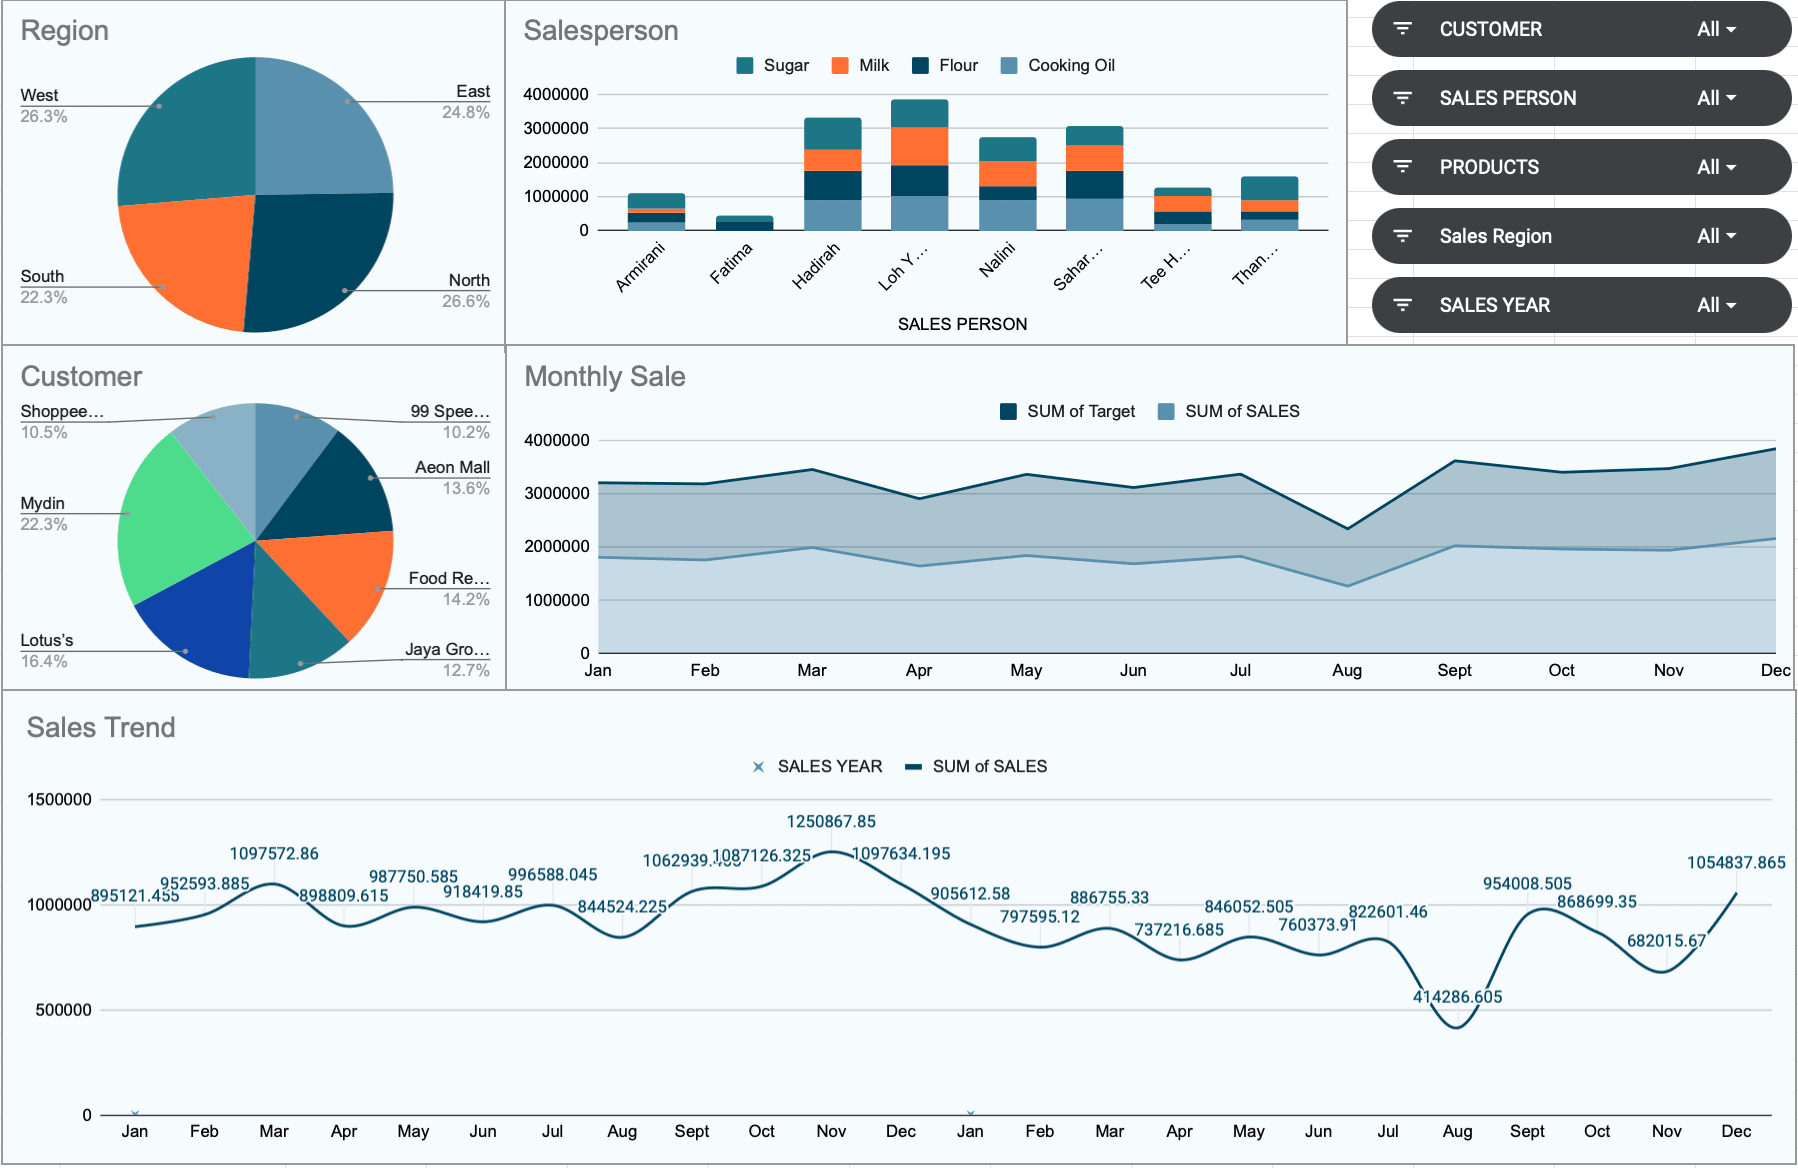 Region
West
26.3%
East
24.8%
South
22.3%
North
26.6%
Salesperson
Sugar Milk Flour Cooking Oil
4000000
3000000
2000000
1000000
0
Armirani Fatima Hadirah Loh Y... Nalini Sahar... Tee H... Than...
SALES PERSON
CUSTOMER All
SALES PERSON All
PRODUCTS All
Sales Region All
SALES YEAR All
Customer
Shoppee...
10.5%
99 Spee...
10.2%
Aeon Mall
13.6%
Mydin
22.3%
Food Re...
14.2%
Lotus's
16.4%
Jaya Gro...
12.7%
Monthly Sale
SUM of Target SUM of SALES
4000000
3000000
2000000
1000000
0
Jan Feb Mar Apr May Jun Jul Aug Sept Oct Nov Dec
Sales Trend
SALES YEAR SUM of SALES
1500000
1000000
500000
0
895121.455
952593.885
1097572.86
898809.615
987750.585
918419.85
996588.045
844524.225
1087126.325
1250867.85
1097634.195
905612.58
797595.12
886755.33
737216.685
846052.505
760373.91
822601.46
414286.605
954008.505
868699.35
682015.67
1054837.865
Jan Feb Mar Apr May Jun Jul Aug Sept Oct Nov Dec Jan Feb Mar Apr May Jun Jul Aug Sept Oct Nov Dec